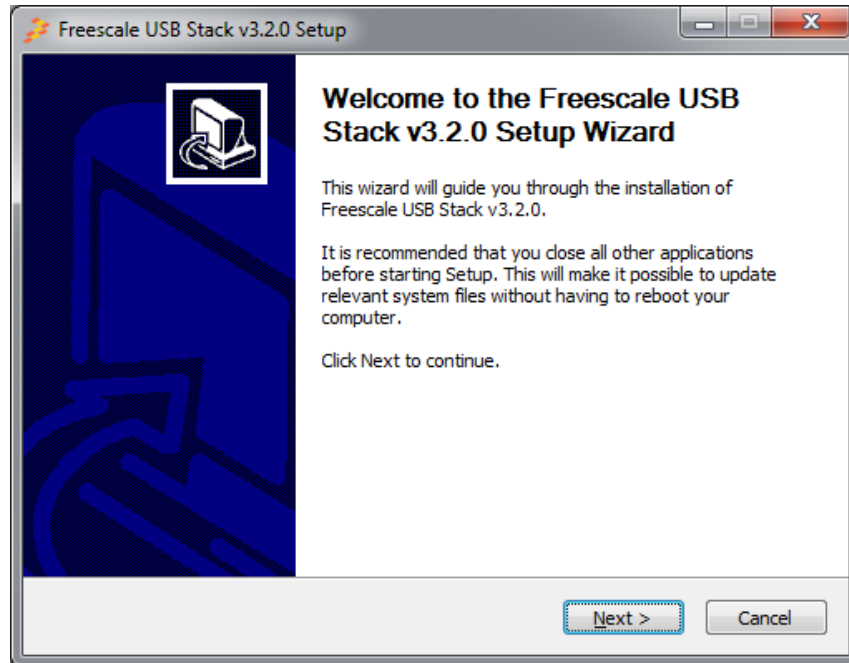 Freescale USB Stack v3.2.0 Setup
Welcome to the Freescale USB
Stack v3.2.0 Setup Wizard
This wizard will guide you through the installation of
Freescale USB Stack v3.2.0.
It is recommended that you close all other applications
before starting Setup. This will make it possible to update
relevant system files without having to reboot your
computer.
Click Next to continue.
Next >
Cancel